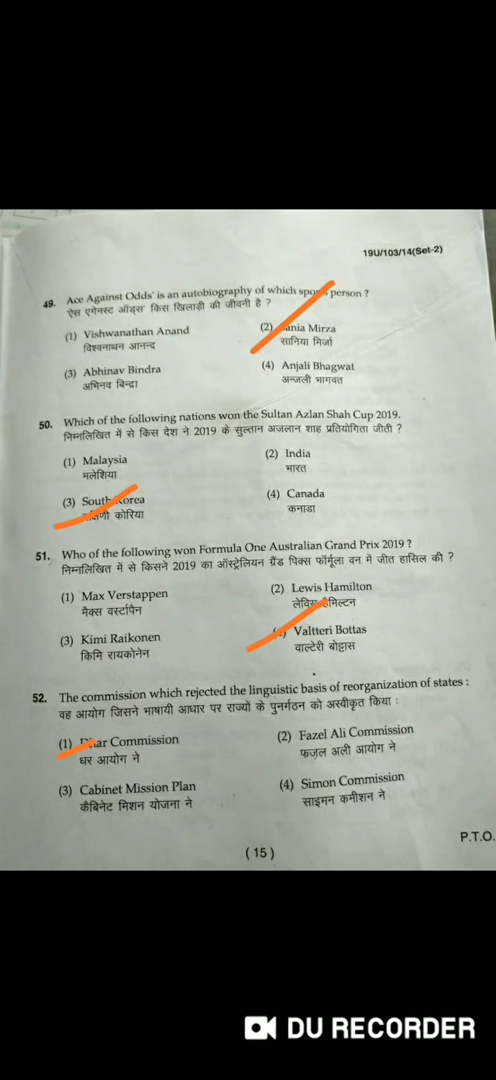 19U/103/14(Set-2)
49. Ace Against Odds' is an autobiography of which person ?
'ऐस एगेनस्ट ऑड्स' किस खिलाड़ी की जीवनी है ?
(1) Vishwanathan Anand
विश्वनाथन आनन्द
(2) Mirza
सानिया मिर्जा
(3) Abhinav Bindra
अभिनव बिन्द्रा
(4) Anjali Bhagwat
अन्जली भागवत
50. Which of the following nations won the Sultan Azlan Shah Cup 2019.
निम्नलिखित में से किस देश ने 2019 के सुल्तान अजलान शाह प्रतियोगिता जीती ?
(1) Malaysia
मलेशिया
(2) India
भारत
(3) South Korea
कोरिया
(4) Canada
कनाडा
51. Who of the following won Formula One Australian Grand Prix 2019 ?
निम्नलिखित में से किसने 2019 का ऑस्ट्रेलियन ग्रैंड पिक्स फॉर्मूला वन में जीत हासिल की ?
(1) Max Verstappen
मैक्स वर्स्टापैन
(2) Lewis Hamilton
लेविस हैमिल्टन
(3) Kimi Raikonen
किमि रायकोनेन
Valtteri Bottas
वाल्टेरी बोट्टास
52. The commission which rejected the linguistic basis of reorganization of states :
वह आयोग जिसने भाषायी आधार पर राज्यों के पुनर्गठन को अस्वीकृत किया :
(1) Dhar Commission
धर आयोग ने
(2) Fazel Ali Commission
फज़ल अली आयोग ने
(3) Cabinet Mission Plan
कैबिनेट मिशन योजना ने
(4) Simon Commission
साइमन कमीशन ने
P.T.O.
( 15 )
DU RECORDER